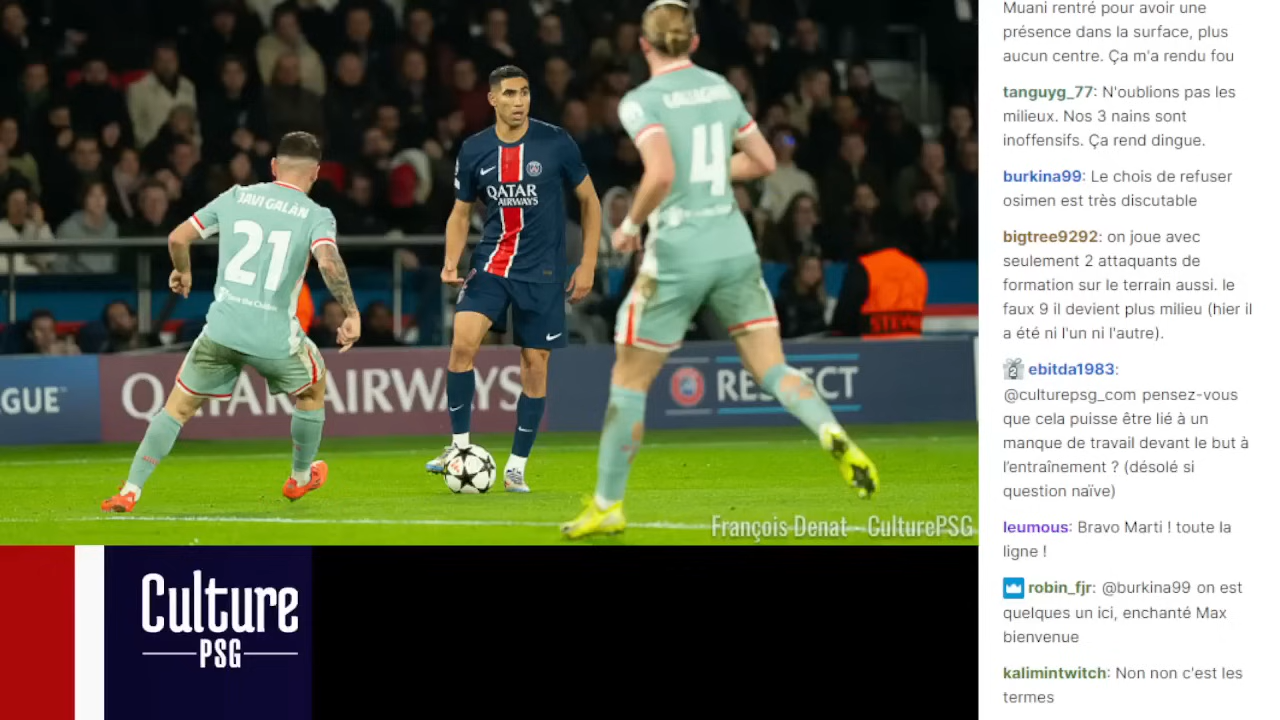 GALLAGHER
4
JAVI GALÁN
21
Save the Children
QATAR
AIRWAYS
GUE
QATAR AIRWAYS
RESPECT
François Denat - CulturePSG
Culture
PSG
Muani rentré pour avoir une
présence dans la surface, plus
aucun centre. Ça m'a rendu fou
tanguyg_77: N'oublions pas les
milieux. Nos 3 nains sont
inoffensifs. Ça rend dingue.
burkina99: Le chois de refuser
osimen est très discutable
bigtree9292: on joue avec
seulement 2 attaquants de
formation sur le terrain aussi. le
faux 9 il devient plus milieu (hier il
a été ni l'un ni l'autre).
2 ebitda1983:
@culturepsg_com pensez-vous
que cela puisse être lié à un
manque de travail devant le but à
l'entraînement ? (désolé si
question naïve)
leumous: Bravo Marti ! toute la
ligne !
robin_fjr: @burkina99 on est
quelques un ici, enchanté Max
bienvenue
kalimintwitch: Non non c'est les
termes